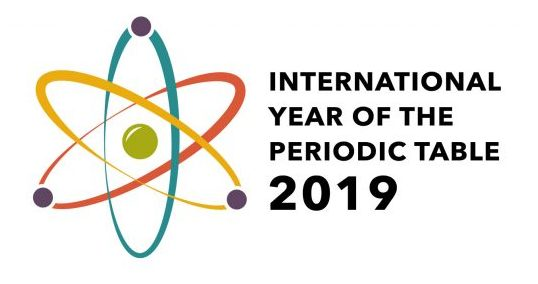 INTERNATIONAL
YEAR OF THE
PERIODIC TABLE
2019